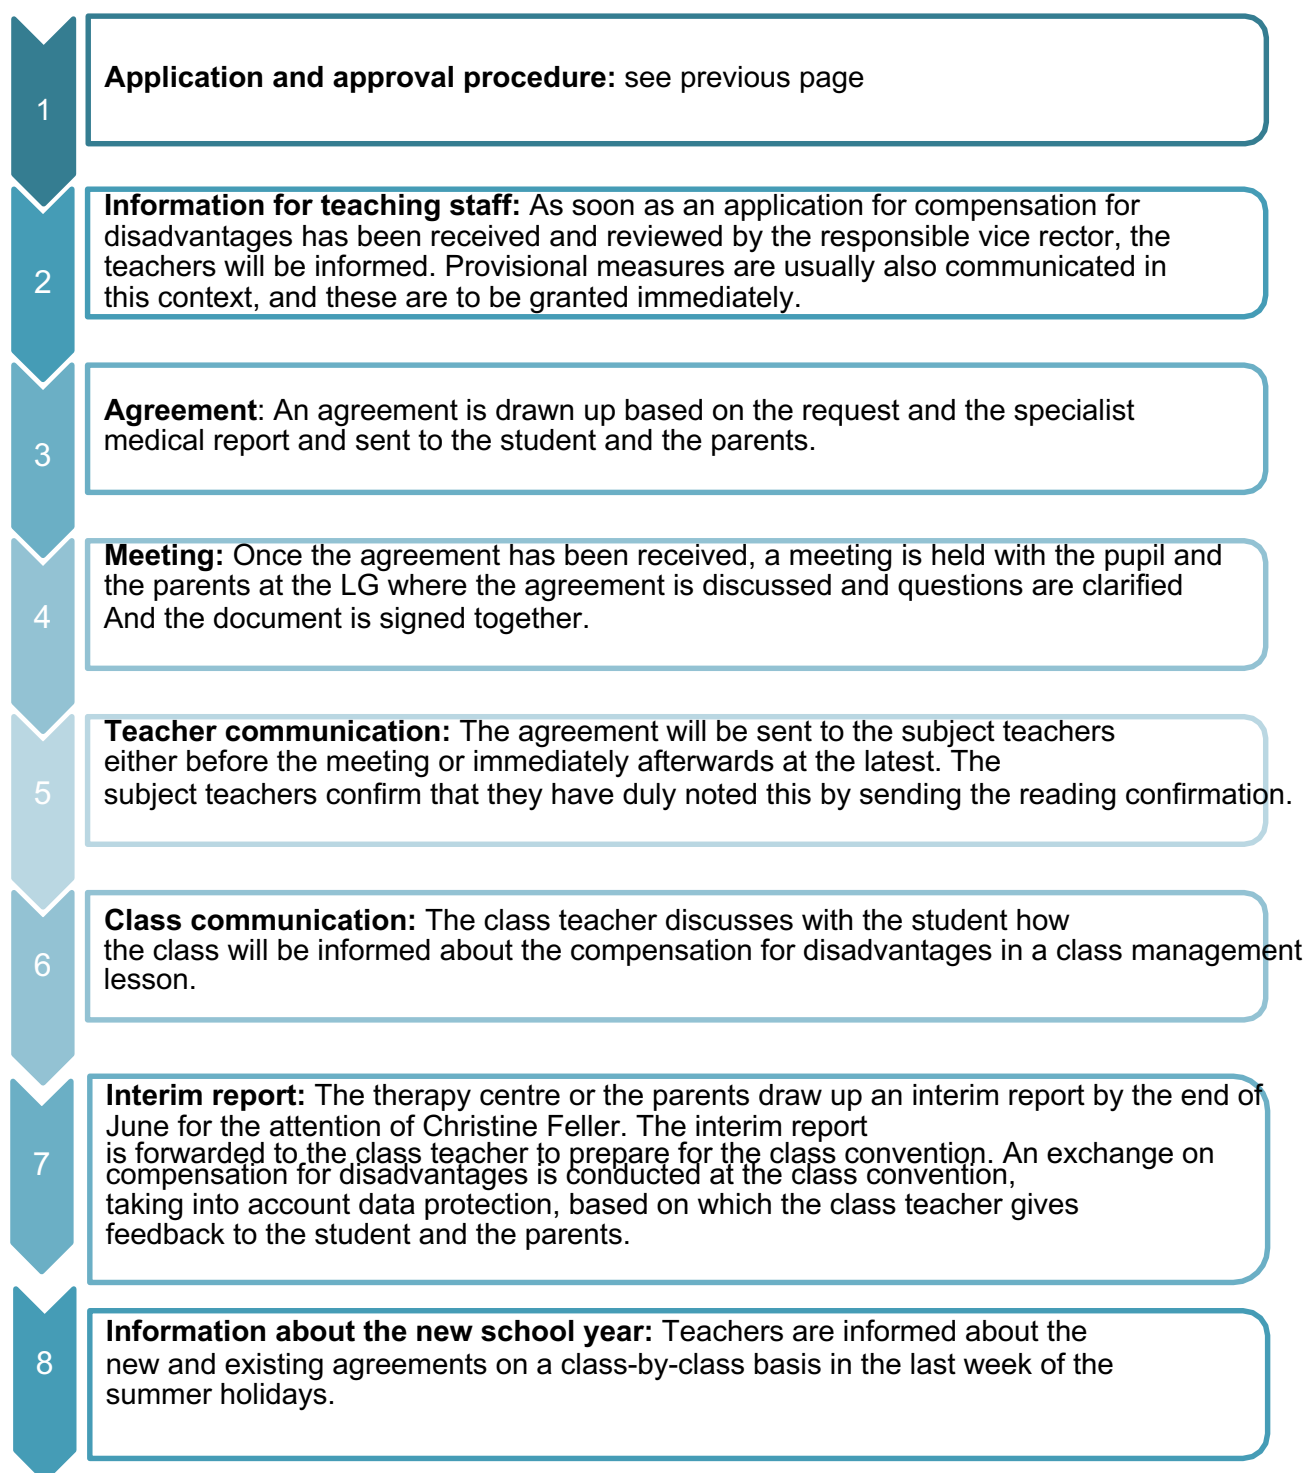 1
Application and approval procedure: see previous page
2
Information for teaching staff: As soon as an application for compensation for
disadvantages has been received and reviewed by the responsible vice rector, the
teachers will be informed. Provisional measures are usually also communicated in
this context, and these are to be granted immediately.
3
Agreement: An agreement is drawn up based on the request and the specialist
medical report and sent to the student and the parents.
4
Meeting: Once the agreement has been received, a meeting is held with the pupil and
the parents at the LG where the agreement is discussed and questions are clarified
And the document is signed together.
5
Teacher communication: The agreement will be sent to the subject teachers
either before the meeting or immediately afterwards at the latest. The
subject teachers confirm that they have duly noted this by sending the reading confirmation.
6
Class communication: The class teacher discusses with the student how
the class will be informed about the compensation for disadvantages in a class management
lesson.
7
Interim report: The therapy centre or the parents draw up an interim report by the end of
June for the attention of Christine Feller. The interim report
is forwarded to the class teacher to prepare for the class convention. An exchange on
compensation for disadvantages is conducted at the class convention,
taking into account data protection, based on which the class teacher gives
feedback to the student and the parents.
8
Information about the new school year: Teachers are informed about the
new and existing agreements on a class-by-class basis in the last week of the
summer holidays.